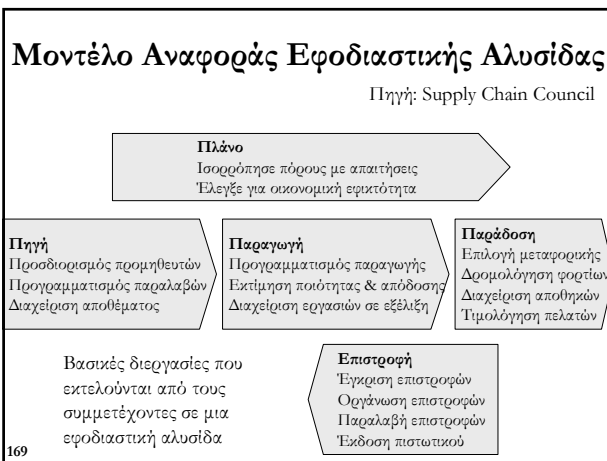 Μοντέλο Αναφοράς Εφοδιαστικής Αλυσίδας
Πηγή: Supply Chain Council
Πλάνο
Ισορρόπησε πόρους με απαιτήσεις
Έλεγξε για οικονομική εφικτότητα
Πηγή
Προσδιορισμός προμηθευτών
Προγραμματισμός παραλαβών
Διαχείριση αποθέματος
Παραγωγή
Προγραμματισμός παραγωγής
Εκτίμηση ποιότητας & απόδοσης
Διαχείριση εργασιών σε εξέλιξη
Παράδοση
Επιλογή μεταφορικής
Δρομολόγηση φορτίων
Διαχείριση αποθηκών
Τιμολόγηση πελατών
Βασικές διεργασίες που
εκτελούνται από τους
συμμετέχοντες σε μια
εφοδιαστική αλυσίδα
Επιστροφή
Έγκριση επιστροφών
Οργάνωση επιστροφών
Παραλαβή επιστροφών
Έκδοση πιστωτικού
169